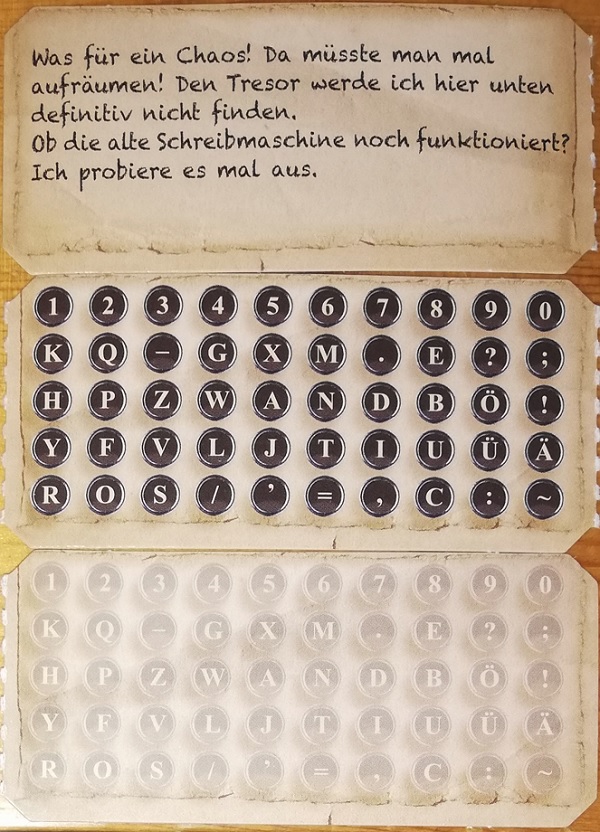 Was für ein Chaos! Da müsste man mal
aufräumen! Den Tresor werde ich hier unten
definitiv nicht finden.
Ob die alte Schreibmaschine noch funktioniert?
Ich probiere es mal aus.
1 2 3 4 5 6 7 8 9 0
K Q – G X M . E ? ;
H P Z W A N D B Ö !
Y F V L J T I U Ü Ä
R O S / ’ = , C : ~
1 2 3 4 5 6 7 8 9 0
K Q – G X M . E ? ;
H P Z W A N D B Ö !
Y F V L J T I U Ü Ä
R O S / ’ = , C : ~